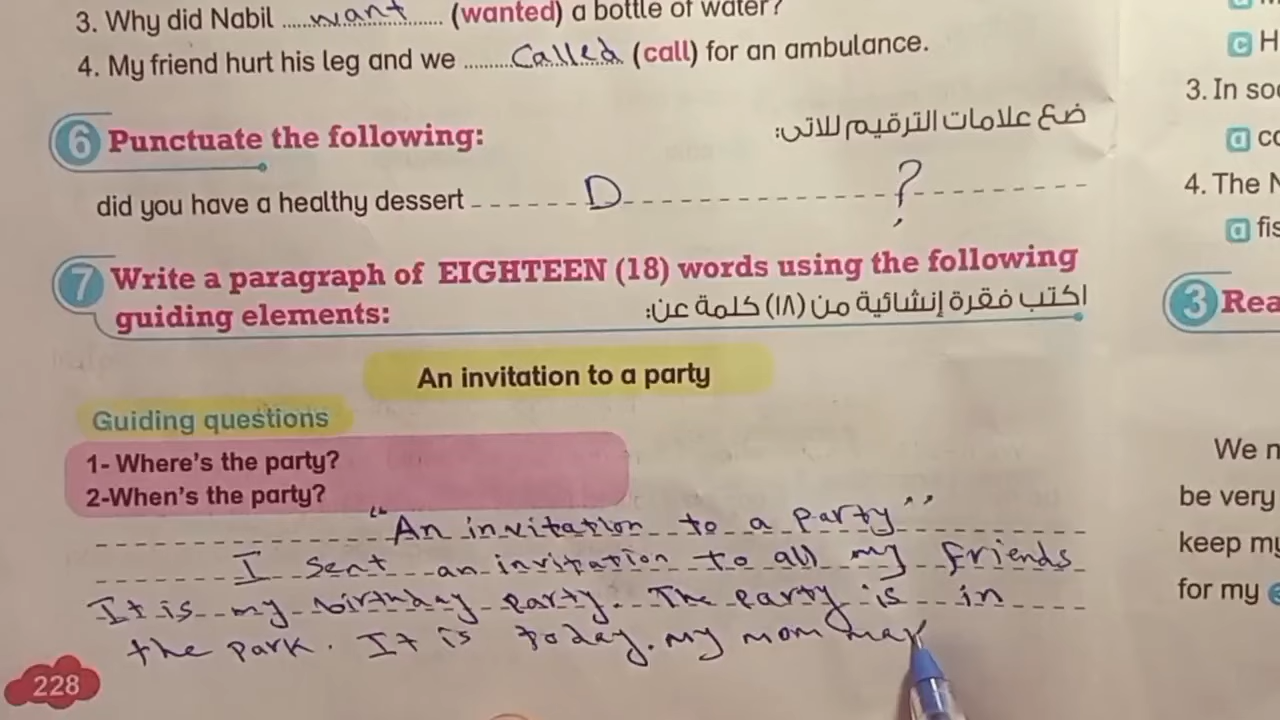 3. Why did Nabil want (wanted) a bottle of water?
4. My friend hurt his leg and we Called (call) for an ambulance.
6 Punctuate the following:
ضع علامات الترقيم للاتى:
did you have a healthy dessert D ?
7 Write a paragraph of EIGHTEEN (18) words using the following
guiding elements:
اكتب فقرة إنشائية من (١٨) كلمة عن:
An invitation to a party
Guiding questions
1- Where's the party?
2-When's the party?
"An invitation to a party"
I sent an invitation to all my friends
It is my birthday party. The party is in
the park. It is today. my mom
228
c H
3. In
a
4. The
a
3
We
be very
keep
for my